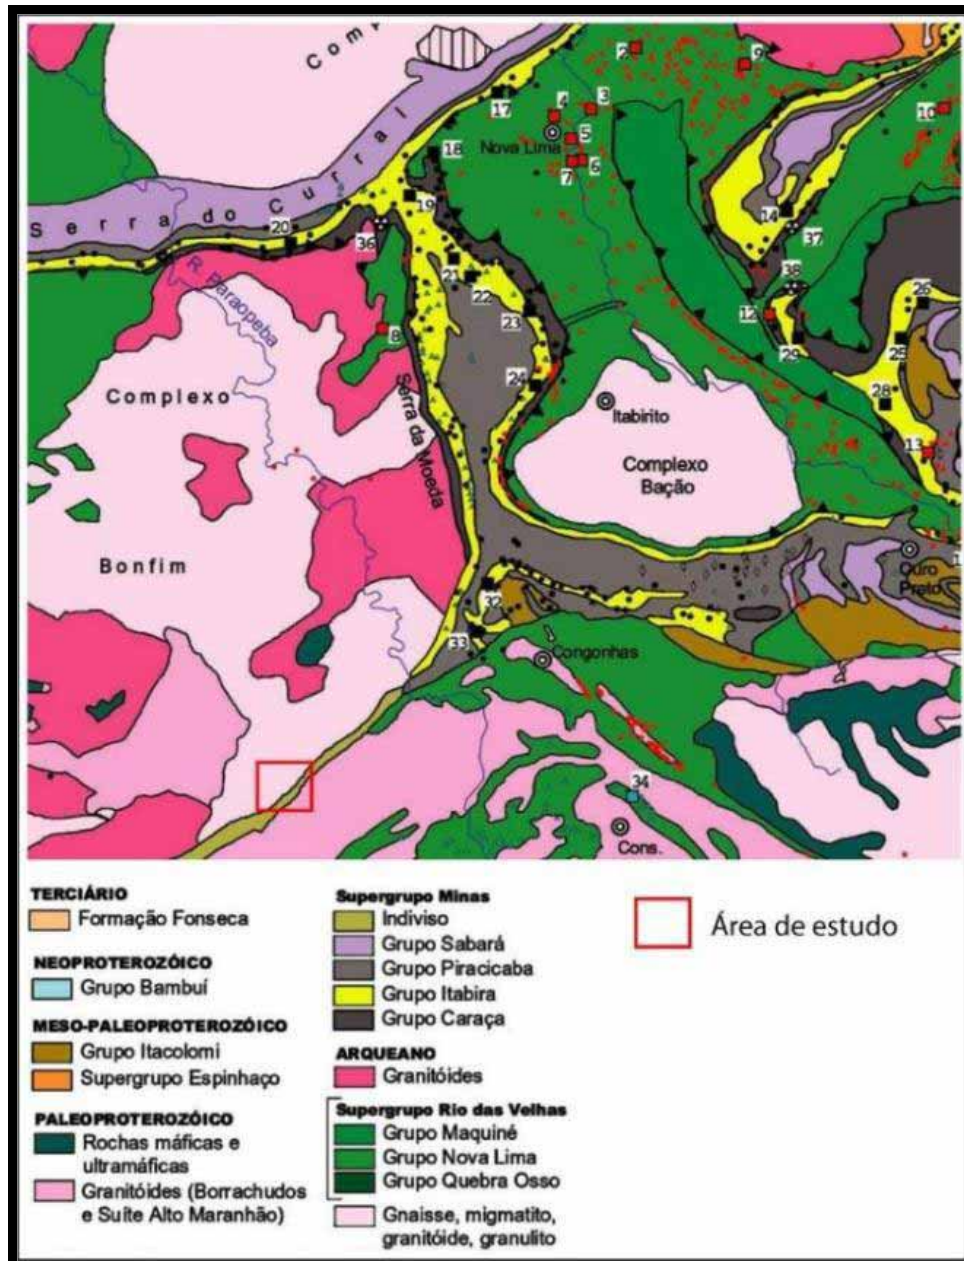 Comp
Serra do Curral
2
9
17
4
3
10
Nova Lima
5
18
7
6
19
14
20
36
37
R. Paraopeba
21
22
38
26
23
12
8
29
25
24
28
Complexo
Serra da Moeda
Itabirito
13
Complexo
Bação
Bonfim
Ouro
Preto
1
32
33
Congonhas
34
Cons.
TERCIÁRIO
Formação Fonseca
NEOPROTEROZÓICO
Grupo Bambuí
MESO-PALEOPROTEROZÓICO
Grupo Itacolomi
Supergrupo Espinhaço
PALEOPROTEROZÓICO
Rochas máficas e
ultramáficas
Granitóides (Borrachudos
e Suíte Alto Maranhão)
Supergrupo Minas
Indiviso
Grupo Sabará
Grupo Piracicaba
Grupo Itabira
Grupo Caraça
ARQUEANO
Granitóides
Supergrupo Rio das Velhas
Grupo Maquiné
Grupo Nova Lima
Grupo Quebra Osso
Gnaisse, migmatito,
granitóide, granulito
Área de estudo